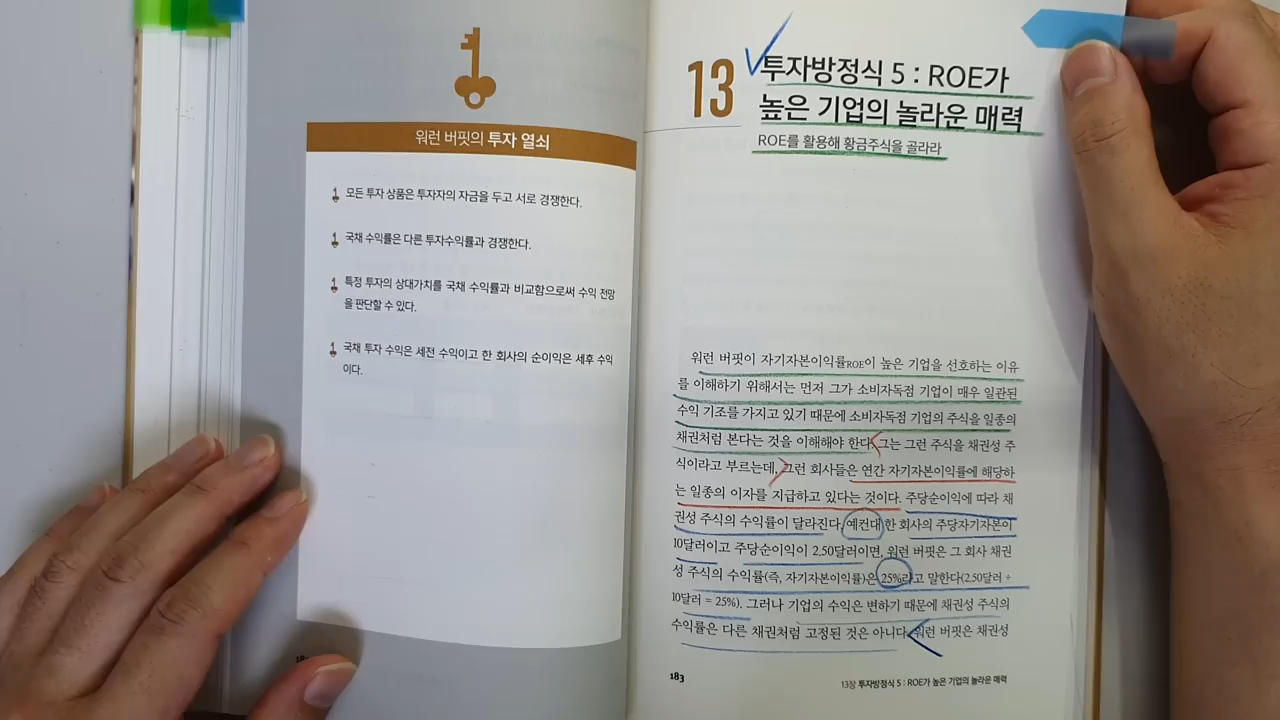 워런 버핏의 투자 열쇠
모든 투자 상품은 투자자의 자금을 두고 서로 경쟁한다.
국채 수익률은 다른 투자수익률과 경쟁한다.
특정 투자의 상대가치를 국채 수익률과 비교함으로써 수익 전망
을 판단할 수 있다.
국채 투자 수익은 세전 수익이고 한 회사의 순이익은 세후 수익
이다.
13
투자방정식 5 : ROE가
높은 기업의 놀라운 매력
ROE를 활용해 황금주식을 골라라
워런 버핏이 자기자본이익률ROE이 높은 기업을 선호하는 이유
를 이해하기 위해서는 먼저 그가 소비자독점 기업이 매우 일관된
수익 기조를 가지고 있기 때문에 소비자독점 기업의 주식을 일종의
채권처럼 본다는 것을 이해해야 한다. 그는 그런 주식을 채권성 주
식이라고 부르는데, 그런 회사들은 연간 자기자본이익률에 해당하
는 일종의 이자를 지급하고 있다는 것이다. 주당순이익에 따라 채
권성 주식의 수익률이 달라진다. 예컨대 한 회사의 주당자기자본이
10달러이고 주당순이익이 2.50달러이면, 워런 버핏은 그 회사 채권
성 주식의 수익률(즉, 자기자본이익률)은 25%라고 말한다(2.50달러 ÷
10달러 = 25%). 그러나 기업의 수익은 변하기 때문에 채권성 주식의
수익률은 다른 채권처럼 고정된 것은 아니다. 워런 버핏은 채권성
183
13장 투자방정식 5 : ROE가 높은 기업의 놀라운 매력